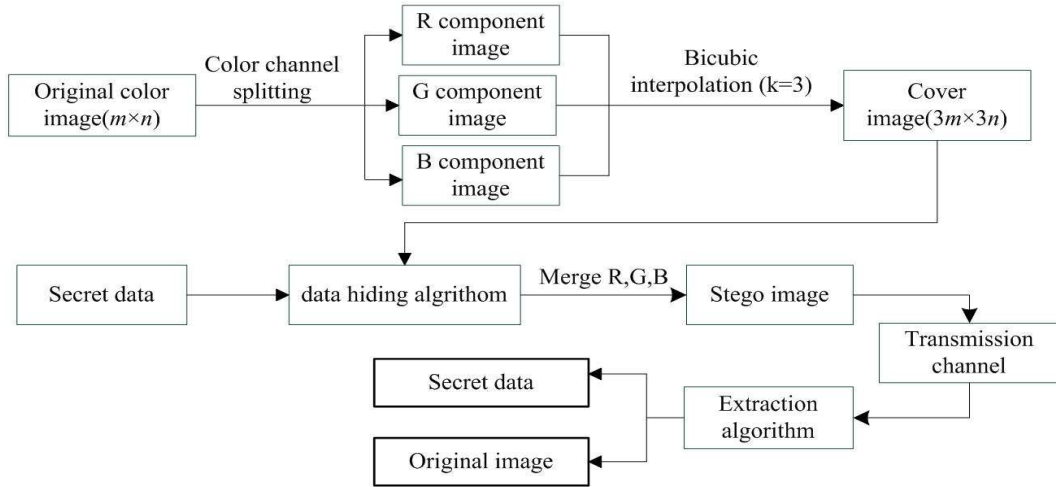 R component
image
Color channel
splitting
Bicubic
interpolation (k=3)
Original color
image(m×n)
G component
image
Cover
image(3m×3n)
B component
image
Secret data
data hiding algrithom
Merge R,G,B
Stego image
Transmission
channel
Secret data
Extraction
algorithm
Original image